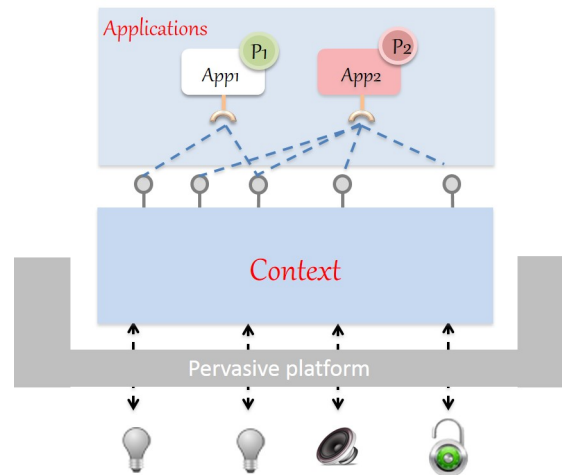 Applications
P1
P2
App1
App2
Context
Pervasive platform